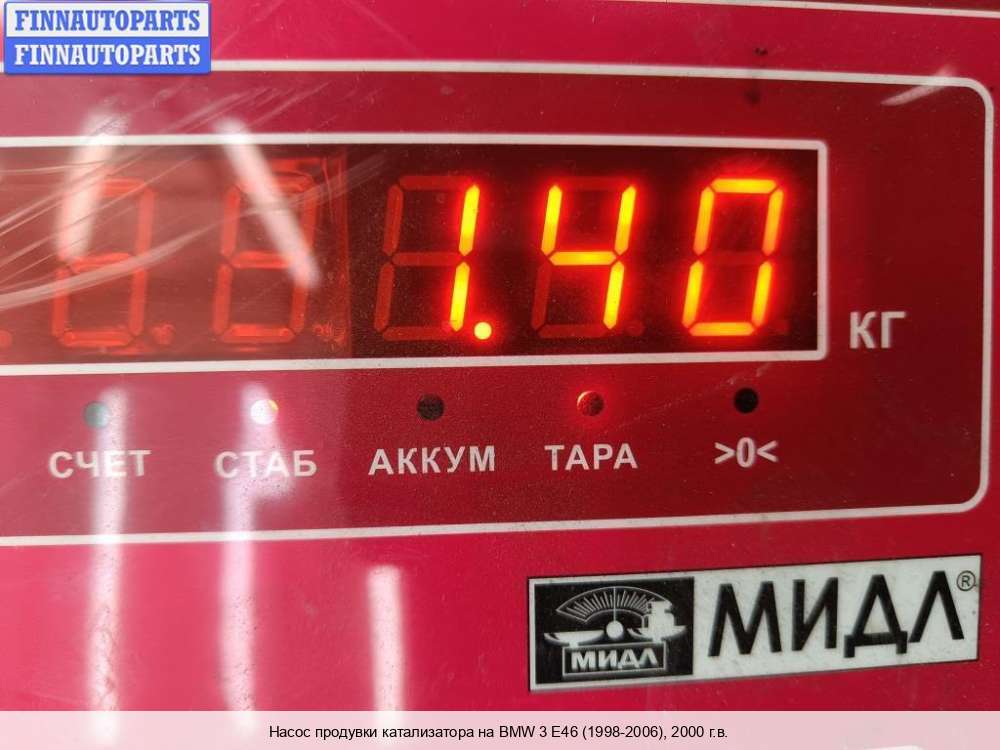 FINNAUTOPARTS
FINNAUTOPARTS
1.40
КГ
СЧЕТ СТАБ АККУМ ТАРА >0<
МИДЛ МИДЛ®
Насос продувки катализатора на BMW 3 E46 (1998-2006), 2000 г.в.